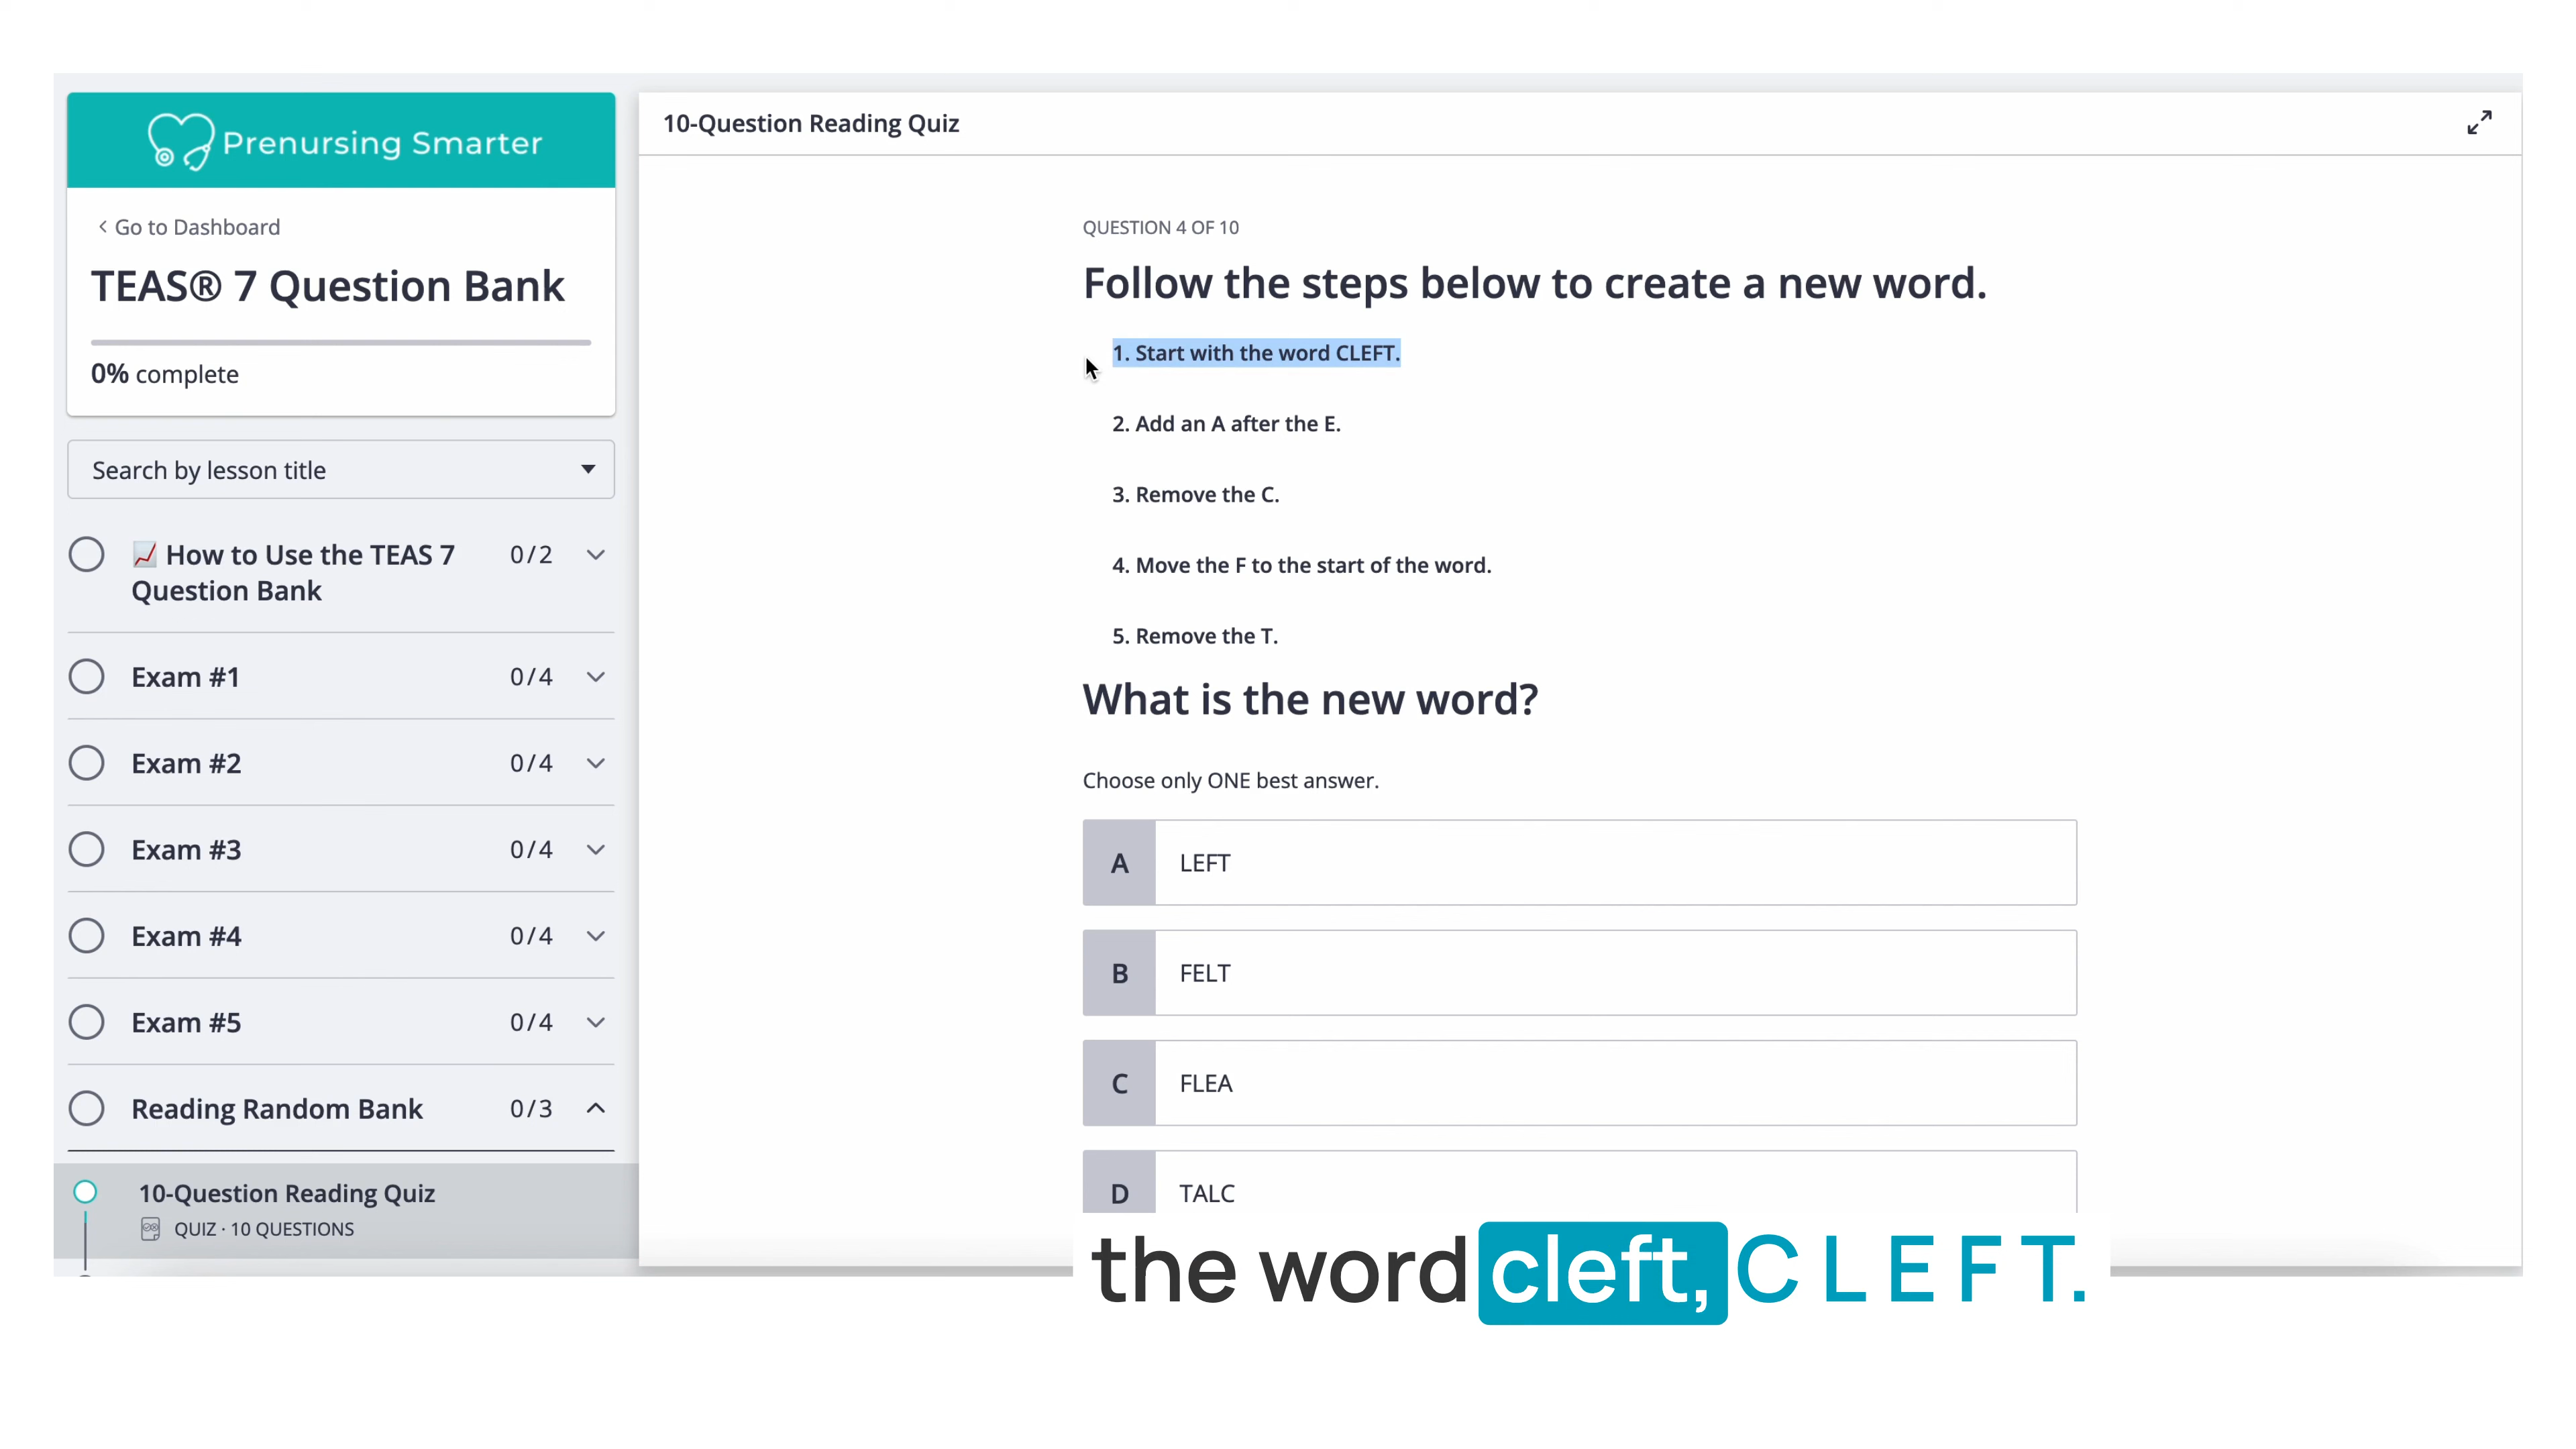 Prenursing Smarter
Go to Dashboard
TEAS® 7 Question Bank
0% complete
Search by lesson title
How to Use the TEAS 7 0/2
Question Bank
Exam #1 0/4
Exam #2 0/4
Exam #3 0/4
Exam #4 0/4
Exam #5 0/4
Reading Random Bank 0/3
10-Question Reading Quiz
QUIZ · 10 QUESTIONS
10-Question Reading Quiz
QUESTION 4 OF 10
Follow the steps below to create a new word.
1. Start with the word CLEFT.
2. Add an A after the E.
3. Remove the C.
4. Move the F to the start of the word.
5. Remove the T.
What is the new word?
Choose only ONE best answer.
A LEFT
B FELT
C FLEA
D TALC
the word cleft, C L E F T.